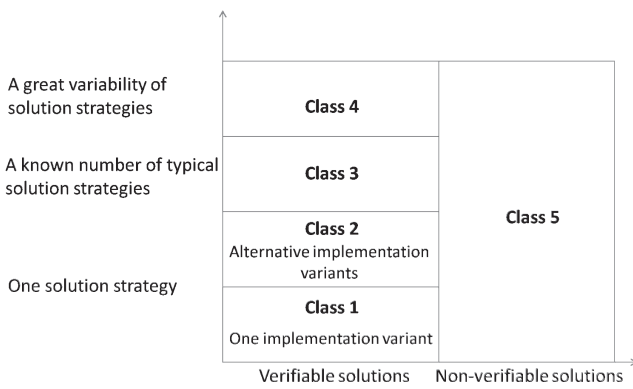 A great variability of
solution strategies
Class 4
A known number of typical
solution strategies
Class 3
Class 2
Alternative implementation
variants
Class 5
One solution strategy
Class 1
One implementation variant
Verifiable solutions
Non-verifiable solutions